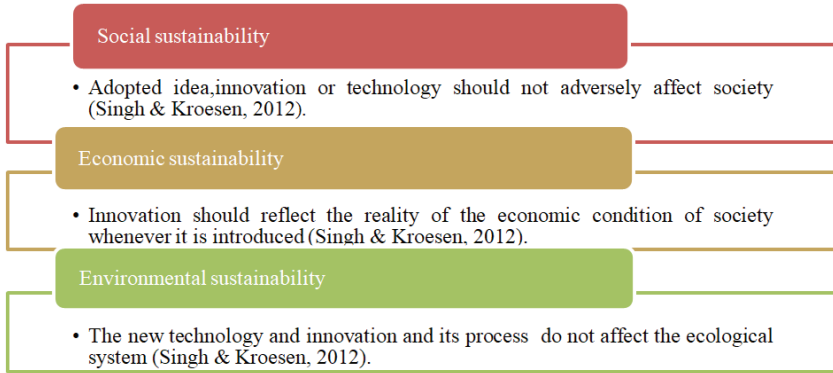 Social sustainability
• Adopted idea,innovation or technology should not adversely affect society
(Singh & Kroesen, 2012).
Economic sustainability
• Innovation should reflect the reality of the economic condition of society
whenever it is introduced (Singh & Kroesen, 2012).
Environmental sustainability
• The new technology and innovation and its process do not affect the ecological
system (Singh & Kroesen, 2012).